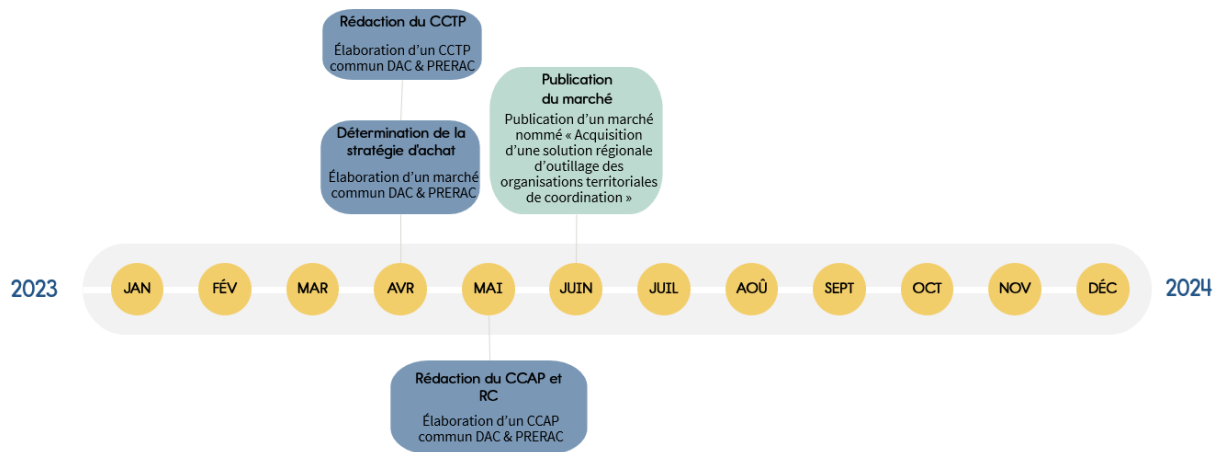 Rédaction du CCTP
Élaboration d'un CCTP
commun DAC & PRERAC
Détermination de la
stratégie d'achat
Élaboration d'un marché
commun DAC & PRERAC
Publication
du marché
Publication d'un marché
nommé « Acquisition
d'une solution régionale
d'outillage des
organisations territoriales
de coordination »
2023
JAN
FÉV
MAR
AVR
MAI
JUIN
JUIL
AOÛ
SEPT
OCT
NOV
DÉC
2024
Rédaction du CCAP et
RC
Élaboration d'un CCAP
commun DAC & PRERAC